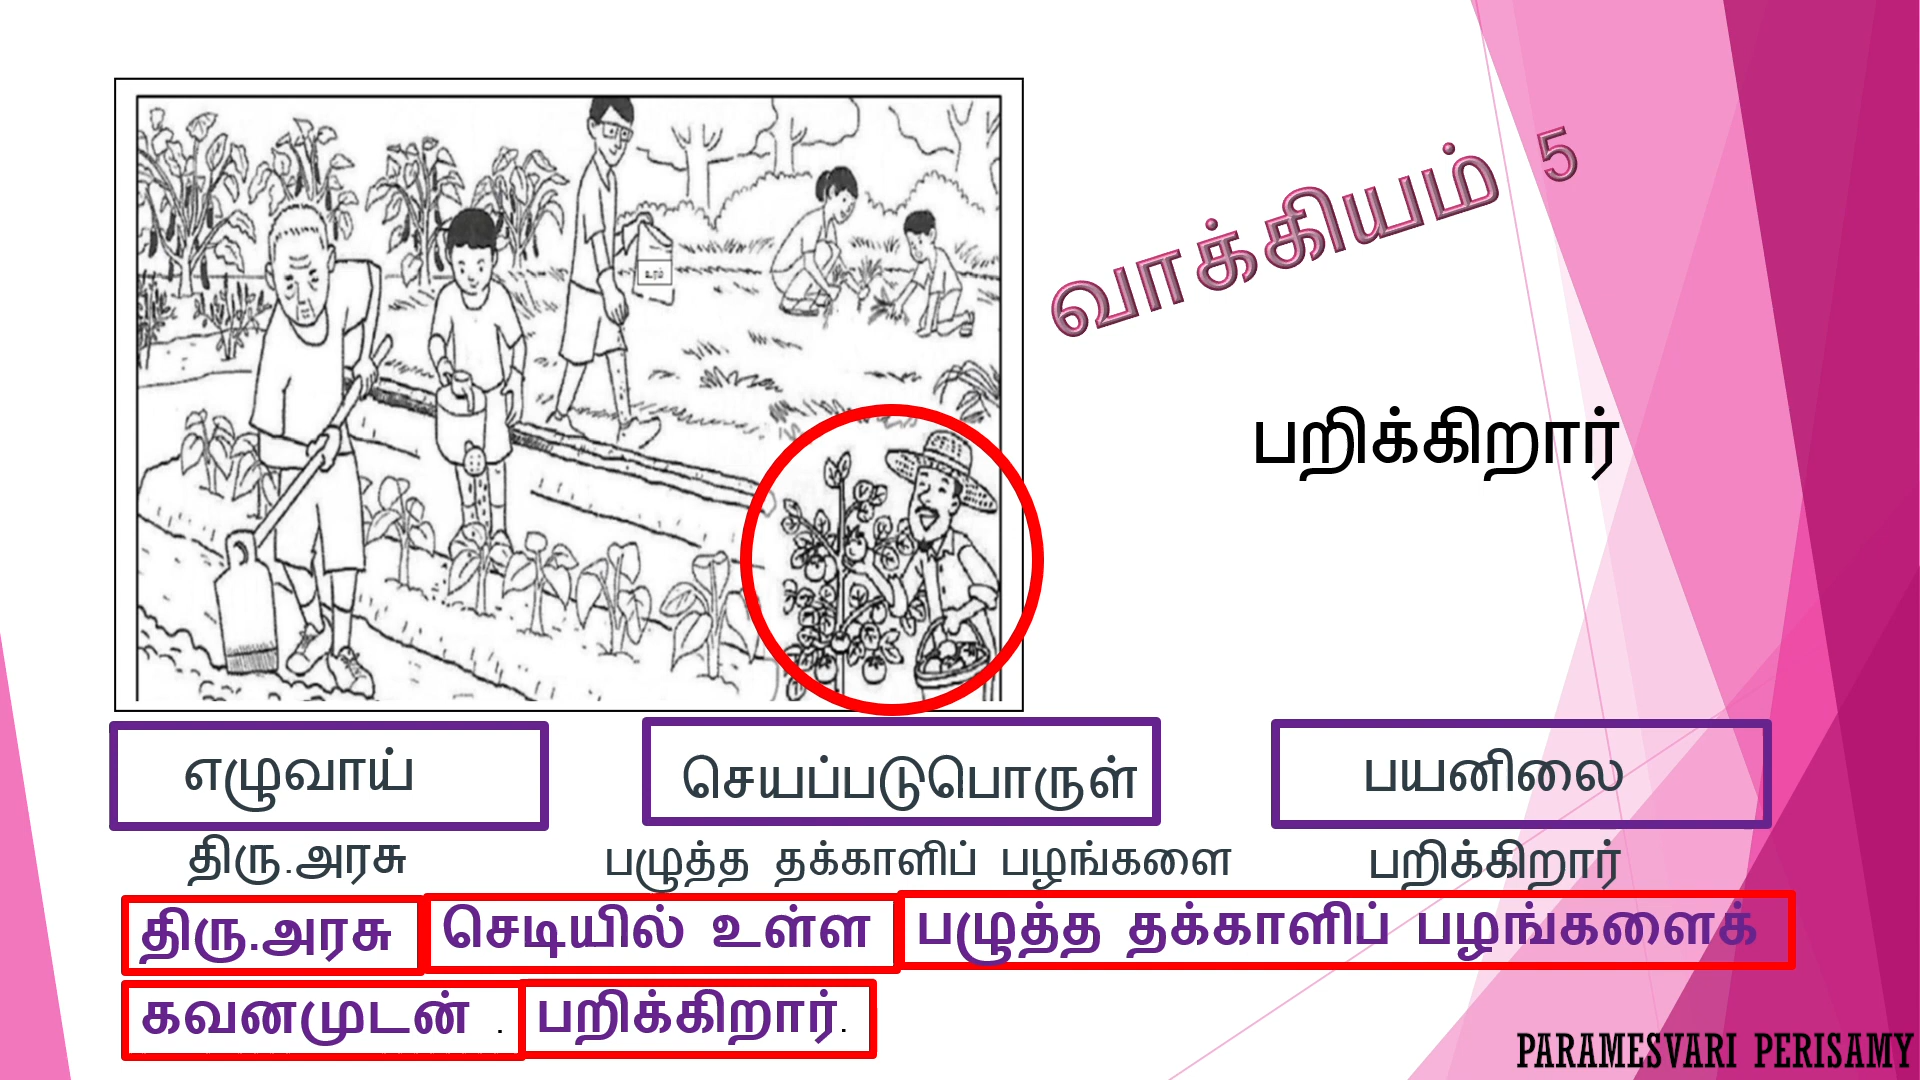 வாக்கியம் 5
உரம்
பறிக்கிறார்
எழுவாய் செயப்படுபொருள் பயனிலை
திரு.அரசு பழுத்த தக்காளிப் பழங்களை பறிக்கிறார்
திரு.அரசு செடியில் உள்ள பழுத்த தக்காளிப் பழங்களைக்
கவனமுடன் . பறிக்கிறார்.
PARAMESVARI PERISAMY